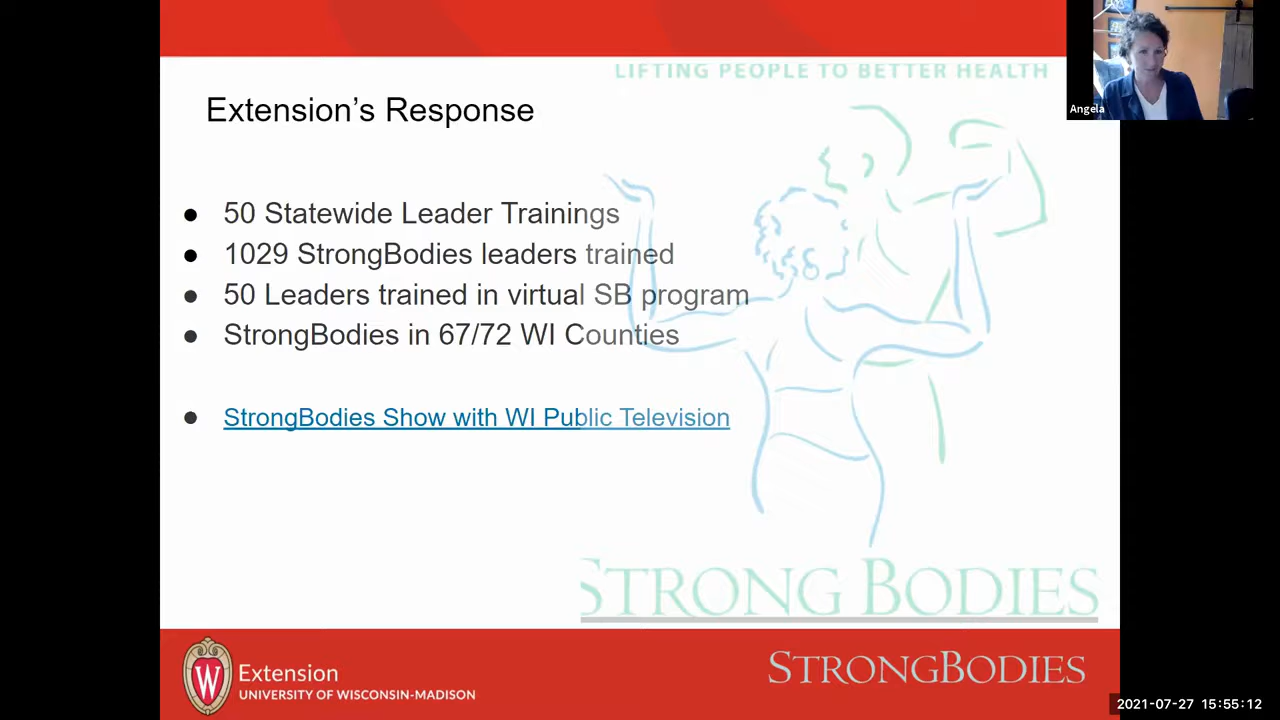 LIFTING PEOPLE TO BETTER HEALTH
Angela
Extension’s Response
● 50 Statewide Leader Trainings
● 1029 StrongBodies leaders trained
● 50 Leaders trained in virtual SB program
● StrongBodies in 67/72 WI Counties
● StrongBodies Show with WI Public Television
STRONG BODIES
W
Extension
UNIVERSITY OF WISCONSIN-MADISON
STRONGBODIES
2021-07-27 15:55:12